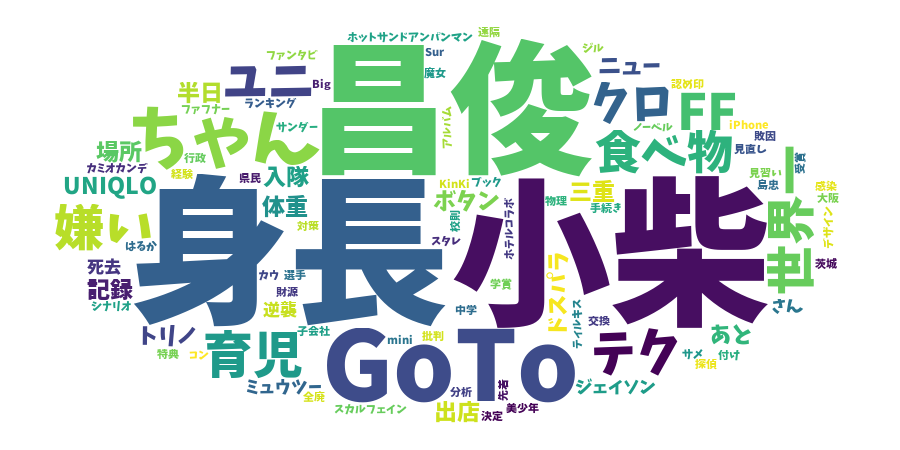 ホットサンドアンパンマン
速隔
ファンタビ
Sur
ジル
ユニ
昌俊
ニュー
魔女
Big
半日
ランキング
クロ
認め印
FF
ファフナー
ちゃん
サンダー
アルバム
ノーベル
iPhone
敗因
場所
行政
食べ物
見直し
カミオカンデ
経験
県民
入隊
KinKi
ブック
三重
見習い
受賞
島忠
感染
UNIQLO
体重
ボタン
物理
手続き
世界一
大阪
嫌い
対策
校則
ホテルコラボ
デザイン
はるか
身長
スタレ
小柴
死去
カウ
選手
ドスパラ
茨城
記録
財源
学賞
シナリオ
逆襲
中学
ティルキス
さん
トリノ
子会社
GoTo
mini
批判
交換
あと
特典
コン
育児
テク
サメ
付け
探偵
ミュウツー
全厩
分析
先着
ジェイソン
スカルフェイン
出店
決定
美少年